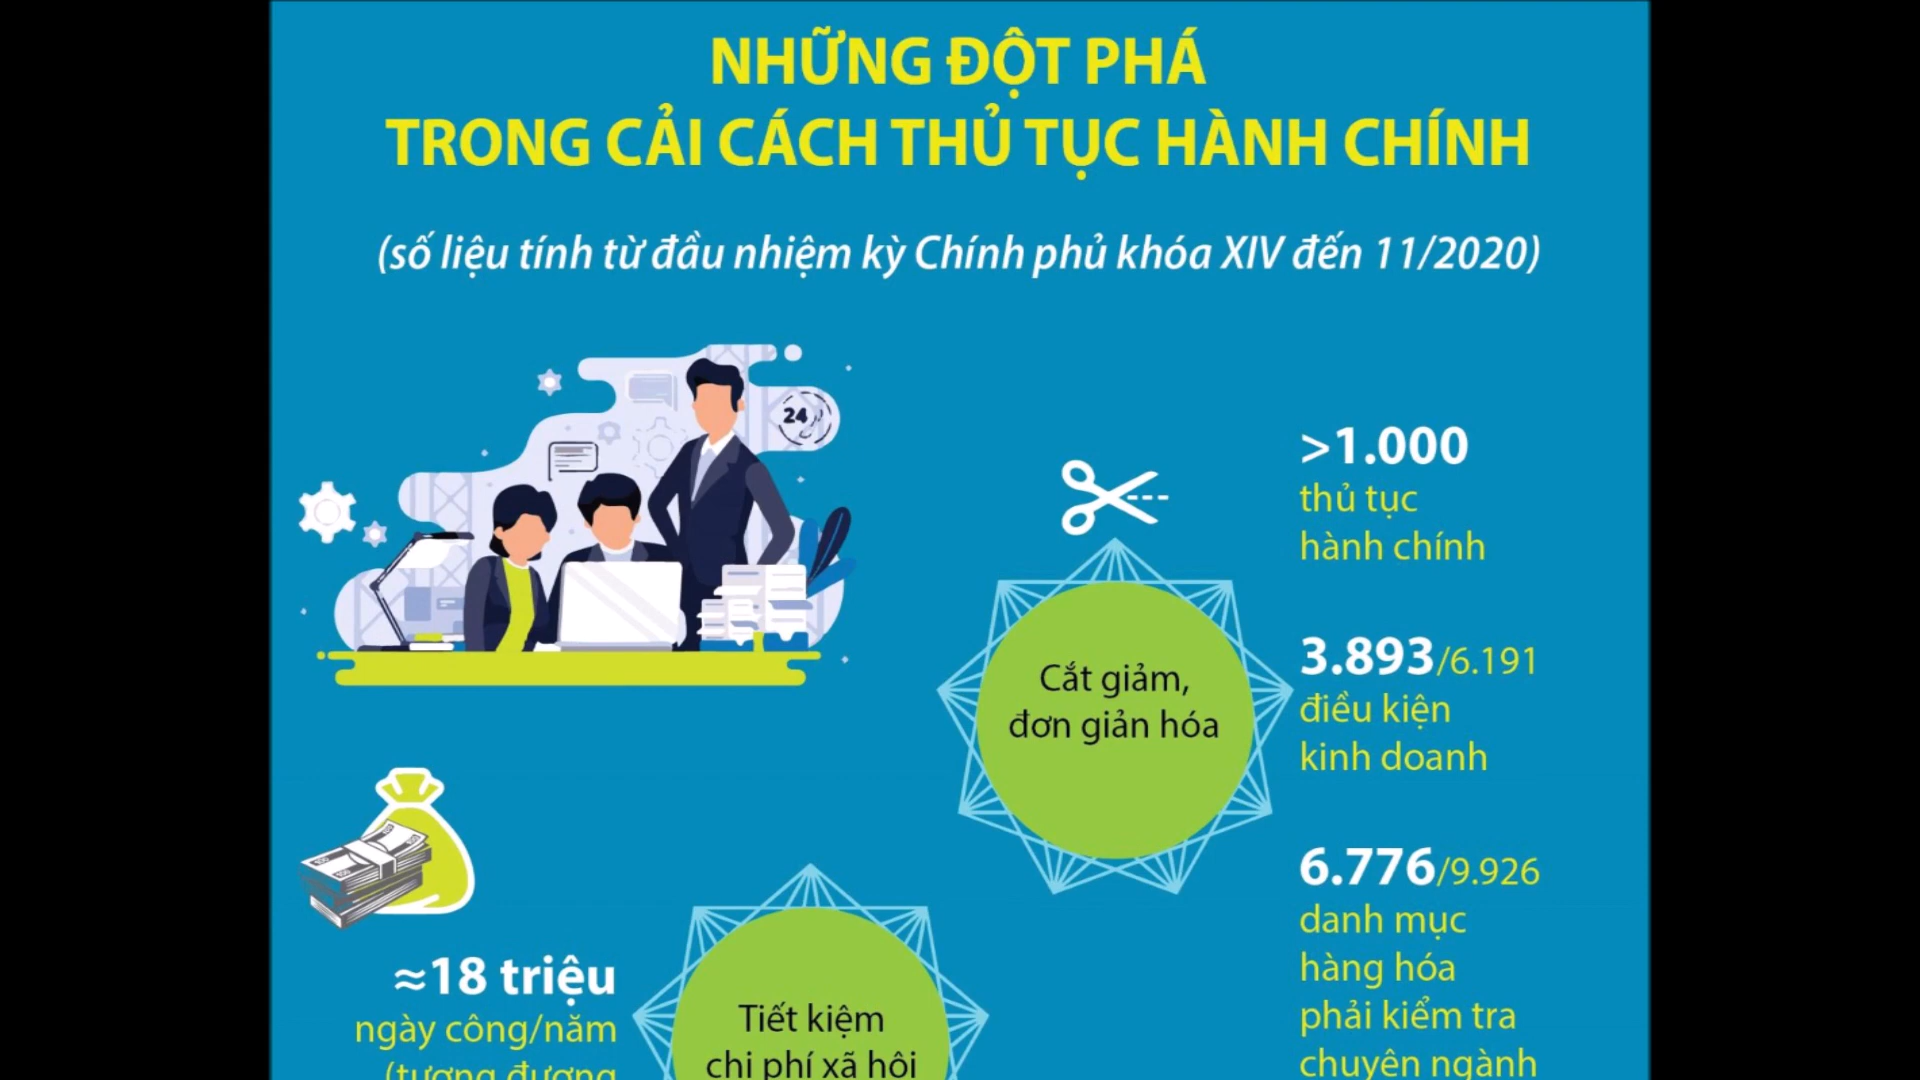 NHỮNG ĐỘT PHÁ
TRONG CẢI CÁCH THỦ TỤC HÀNH CHÍNH
(số liệu tính từ đầu nhiệm kỳ Chính phủ khóa XIV đến 11/2020)
24
>1.000
thủ tục
hành chính
Cắt giảm,
đơn giản hóa
3.893/6.191
điều kiện
kinh doanh
6.776/9.926
danh mục
hàng hóa
phải kiểm tra
chuyên ngành
≈18 triệu
ngày công/năm
(tương đương
Tiết kiệm
chi phí xã hội